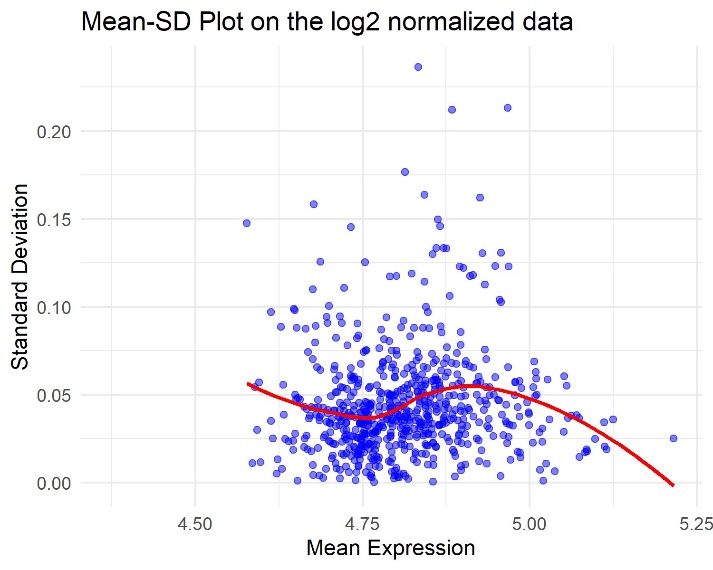 Mean-SD Plot on the log2 normalized data
Standard Deviation
0.20
0.15
0.10
0.05
0.00
4.50 4.75 5.00 5.25
Mean Expression